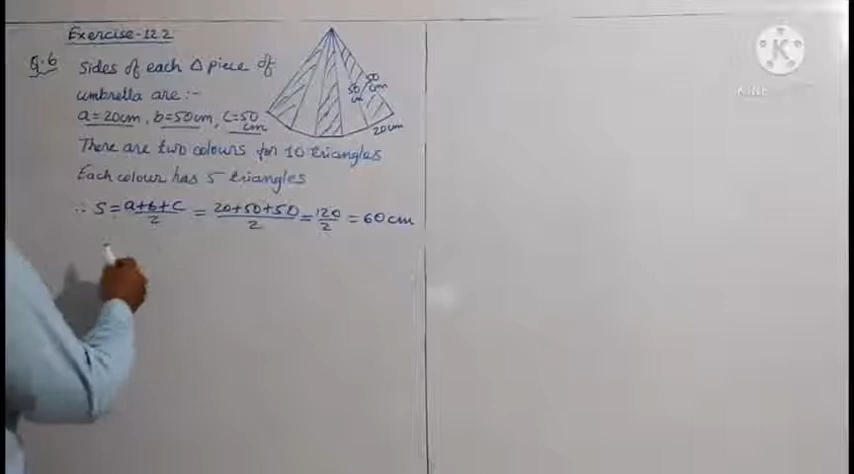 Exercise-12.2
Q.6 Sides of each Δ piece of
umbrella are :-
a=20cm, b=50cm, c=50
cm
50
cm
50
cm
20cm
There are two colours for 10 triangles
Each colour has 5 triangles
∴ S = a+b+c/2 = 20+50+50/2 = 120/2 = 60 cm
K